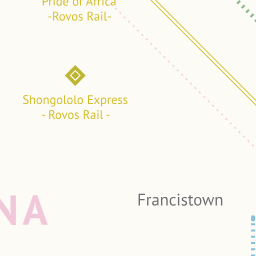 Pride of Africa
-Rovos Rail-
Shongololo Express
- Rovos Rail -
Francistown
NA